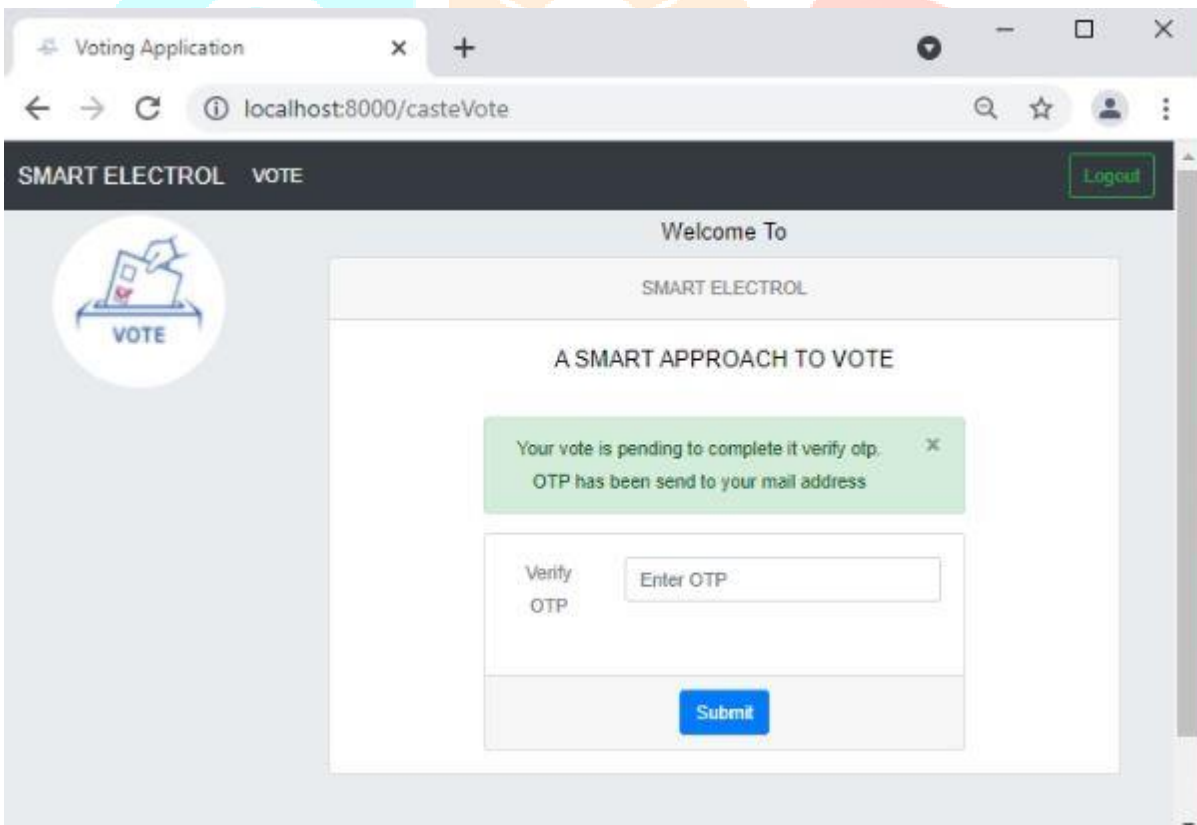 Voting Application
localhost:8000/casteVote
SMART ELECTROL VOTE Logout
VOTE
Welcome To
SMART ELECTROL
A SMART APPROACH TO VOTE
Your vote is pending to complete it verify otp.
OTP has been send to your mail address
Verify
OTP
Enter OTP
Submit